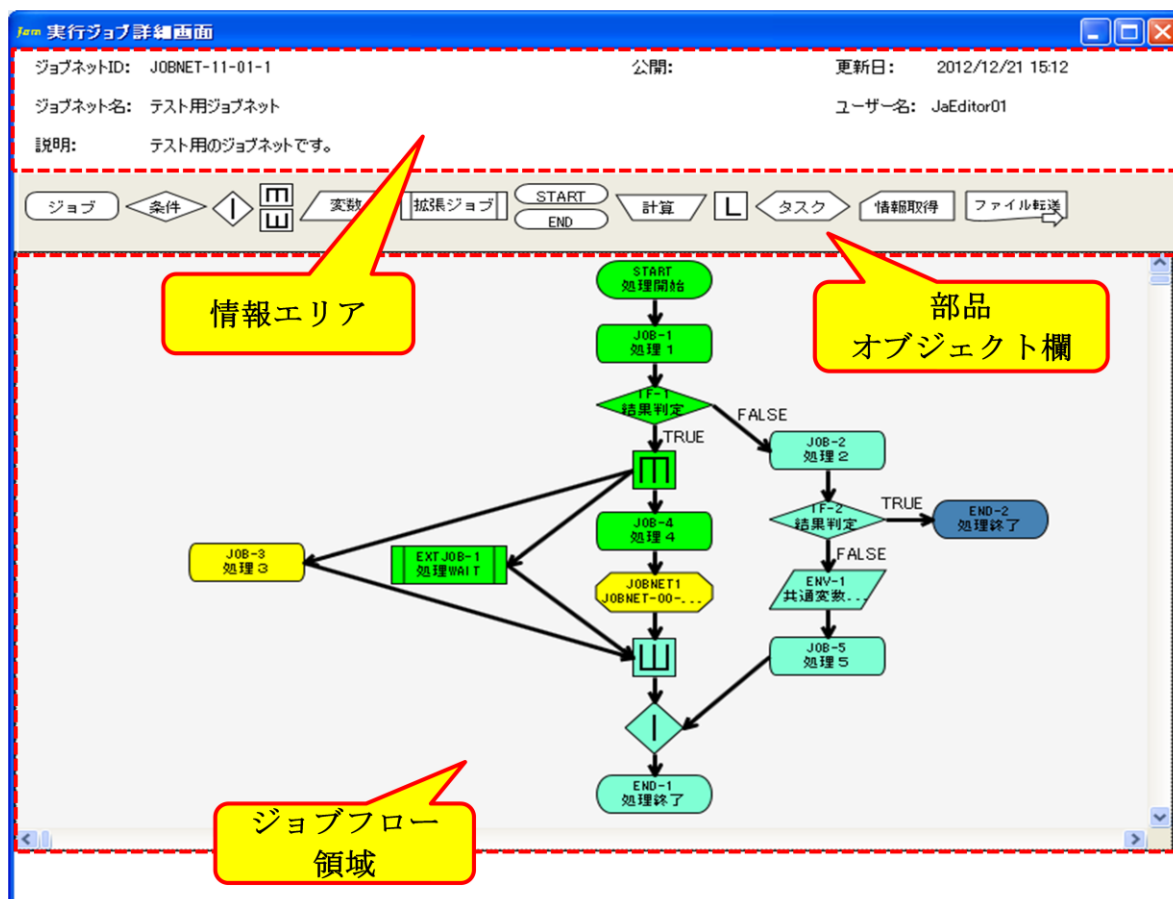 Jam 実行ジョブ詳細画面
ジョブネットID: JOBNET-11-01-1 公開: 更新日: 2012/12/21 15:12
ジョブネット名: テスト用ジョブネット ユーザー名: JaEditor01
説明: テスト用のジョブネットです。
ジョブ 条件 変数 拡張ジョブ START 計算 L タスク 情報取得 ファイル転送
END
情報エリア
部品
オブジェクト欄
START
処理開始
JOB-1
処理1
IF-1
結果判定
FALSE
TRUE
JOB-2
処理2
IF-2
結果判定
TRUE
END-2
処理終了
JOB-4
処理4
JOB-3
処理3
EXTJOB-1
処理WAIT
FALSE
JOBNET1
JOBNET-00-...
ENV-1
共通変数...
JOB-5
処理5
END-1
処理終了
ジョブフロー
領域